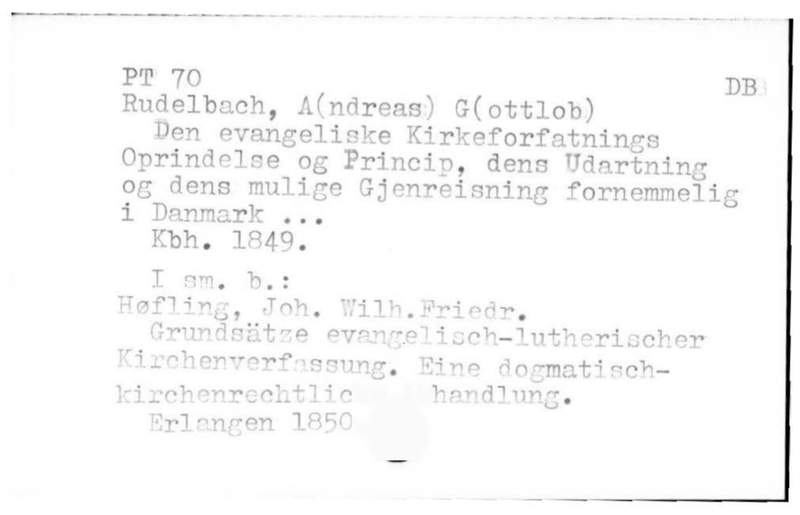 PT 70
DB
Rudelbach, A(ndreas) G(ottlob)
Den evangeliske Kirkeforfatnings
Oprindelse og Princip, dens Udartning
og dens mulige Gjenreisning fornemmelig
i Danmark ...
Kbh. 1849.
I sm. b.:
Høfling, Joh. Wilh.Friedr.
Grundsätze evangelisch-lutherischer
Kirchenverfassung. Eine dogmatisch-
kirchenrechtlic handlung.
Erlangen 1850